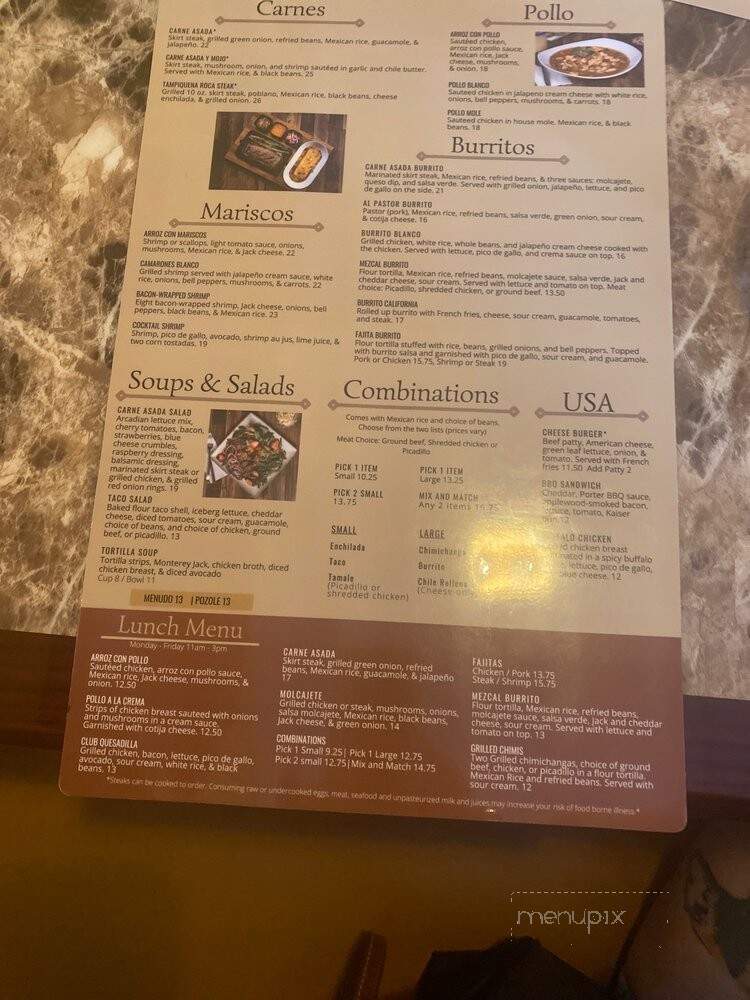 Carnes
CARNE ASADA*
Skirt steak, grilled green onion, refried beans, Mexican rice, guacamole, &
jalapeño. 22
CARNE ASADA Y MOJO*
Skirt steak, mushroom, onion, and shrimp sautéed in garlic and chile butter.
Served with Mexican rice, & black beans. 25
TAMPIQUENA ROCA STEAK*
Grilled 10 oz. skirt steak, poblano, Mexican rice, black beans, cheese
enchilada, & grilled onion. 26
Mariscos
ARROZ CON MARISCOS
Shrimp or scallops, light tomato sauce, onions,
mushrooms, Mexican rice, & Jack cheese. 22
CAMARONES BLANCO
Grilled shrimp served with jalapeño cream sauce, white
rice, onions, bell peppers, mushrooms, & carrots. 22
BACON-WRAPPED SHRIMP
Eight bacon-wrapped shrimp, Jack cheese, onions, bell
peppers, black beans, & Mexican rice. 23
COCKTAIL SHRIMP
Shrimp, pico de gallo, avocado, shrimp au jus, lime juice, &
two corn tostadas. 19
Pollo
ARROZ CON POLLO
Sautéed chicken,
arroz con pollo sauce,
Mexican rice, Jack
cheese, mushrooms,
& onion. 18
POLLO BLANCO
Sautéed chicken in jalapeno cream cheese with white rice,
onions, bell peppers, mushrooms, & carrots. 18
POLLO MOLE
Sauteed chicken in house mole, Mexican rice, & black
beans. 18
Burritos
CARNE ASADA BURRITO
Marinated skirt steak, Mexican rice, refried beans, & three sauces: molcajete,
queso dip, and salsa verde. Served with grilled onion, jalapeño, lettuce, and pico
de gallo on the side. 21
AL PASTOR BURRITO
Pastor (pork), Mexican rice, refried beans, salsa verde, green onion, sour cream,
& cotija cheese. 16
BURRITO BLANCO
Grilled chicken, white rice, whole beans, and jalapeño cream cheese cooked with
the chicken. Served with lettuce, pico de gallo, and crema sauce on top. 16
MEZCAL BURRITO
Flour tortilla, Mexican rice, refried beans, molcajete sauce, salsa verde, Jack and
cheddar cheese, sour cream. Served with lettuce and tomato on top. Meat
choice: Picadillo, shredded chicken, or ground beef. 13.50
BURRITO CALIFORNIA
Rolled up burrito with French fries, cheese, sour cream, guacamole, tomatoes,
and steak. 17
FAJITA BURRITO
Flour tortilla stuffed with rice, beans, grilled onions, and bell peppers. Topped
with burrito salsa and garnished with pico de gallo, sour cream, and guacamole.
Pork or Chicken 15.75, Shrimp or Steak 19
Soups & Salads
CARNE ASADA SALAD
Arcadian lettuce mix,
cherry tomatoes, bacon,
strawberries, blue
cheese crumbles,
raspberry dressing,
balsamic dressing,
marinated skirt steak or
grilled chicken, & grilled
red onion rings. 19
TACO SALAD
Baked flour taco shell, iceberg lettuce, cheddar
cheese, diced tomatoes, sour cream, guacamole,
choice of beans, and choice of chicken, ground
beef, or picadillo. 13
TORTILLA SOUP
Tortilla strips, Monterey Jack, chicken broth, diced
chicken breast, & diced avocado
Cup 8 / Bowl 11
MENUDO 13 | POZOLE 13
Combinations
Comes with Mexican rice and choice of beans.
Choose from the two lists (prices vary)
Meat Choice: Ground beef, Shredded chicken or
Picadillo
PICK 1 ITEM
Small 10.25
PICK 2 SMALL
13.75
SMALL
Enchilada
Taco
Tamale
(Picadillo or
shredded chicken)
PICK 1 ITEM
Large 13.25
MIX AND MATCH
Any 2 items
LARGE
Chimichanga
Burrito
Chile Relleno
(Cheese
USA
CHEESE BURGER*
Beef patty, American cheese,
green leaf lettuce, onion, &
tomato. Served with French
fries 11.50 Add Patty 2
BBQ SANDWICH
Cheddar, Porter BBQ sauce,
applewood-smoked bacon,
lettuce, tomato, Kaiser
12
CHICKEN
chicken breast
in a spicy buffalo
lettuce, pico de gallo,
cheese. 12
Lunch Menu
Monday - Friday 11am - 3pm
ARROZ CON POLLO
Sautéed chicken, arroz con pollo sauce,
Mexican rice, Jack cheese, mushrooms, &
onion. 12.50
POLLO A LA CREMA
Strips of chicken breast sauteed with onions
and mushrooms in a cream sauce.
Garnished with cotija cheese. 12.50
CLUB QUESADILLA
Grilled chicken, bacon, lettuce, pico de gallo,
avocado, sour cream, white rice, & black
beans. 13
CARNE ASADA
Skirt steak, grilled green onion, refried
beans, Mexican rice, guacamole, & jalapeño
17
MOLCAJETE
Grilled chicken or steak, mushrooms, onions,
salsa molcajete, Mexican rice, black beans,
Jack cheese, & green onion. 14
COMBINATIONS
Pick 1 Small 9.25| Pick 1 Large 12.75
Pick 2 small 12.75|Mix and Match 14.75
FAJITAS
Chicken / Pork 13.75
Steak / Shrimp 15.75
MEZCAL BURRITO
Flour tortilla, Mexican rice, refried beans,
molcajete sauce, salsa verde, Jack and cheddar
cheese, sour cream. Served with lettuce and
tomato on top. 13
GRILLED CHIMIS
Two Grilled chimichangas, choice of ground
beef, chicken, or picadillo in a flour tortilla.
Mexican Rice and refried beans. Served with
sour cream. 12
*Steaks can be cooked to order. Consuming raw or undercooked eggs, meat, seafood and unpasteurized milk and juices may increase your risk of food borne illness.*
menupix